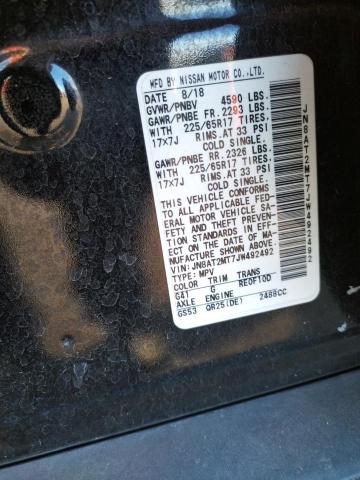 MFD BY NISSAN MOTOR CO.,LTD.
DATE 8/18
GVWR/PNBV 4590 LBS.
GAWR/PNBE FR. 2293 LBS.
WITH 225/65R17 TIRES.
17x7J RIMS.AT 33 PSI
COLD SINGLE.
GAWR/PNBE RR. 2326 LBS.
WITH 225/65R17 TIRES.
17x7J RIMS.AT 33 PSI
COLD SINGLE.
THIS VEHICLE CONFORMS
TO ALL APPLICABLE FED-
ERAL MOTOR VEHICLE SA-
FETY AND THEFT PREVEN-
TION STANDARDS IN EFF-
ECT ON THE DATE OF MA-
NUFACTURE SHOWN ABOVE.
VIN:JN8AT2MT7JW492492
TYPE:MPV
COLOR TRIM TRANS
G41 G RE0F10D
AXLE ENGINE
GS53 QR25(DE) 2488CC
JN8AT2MT7JW492492